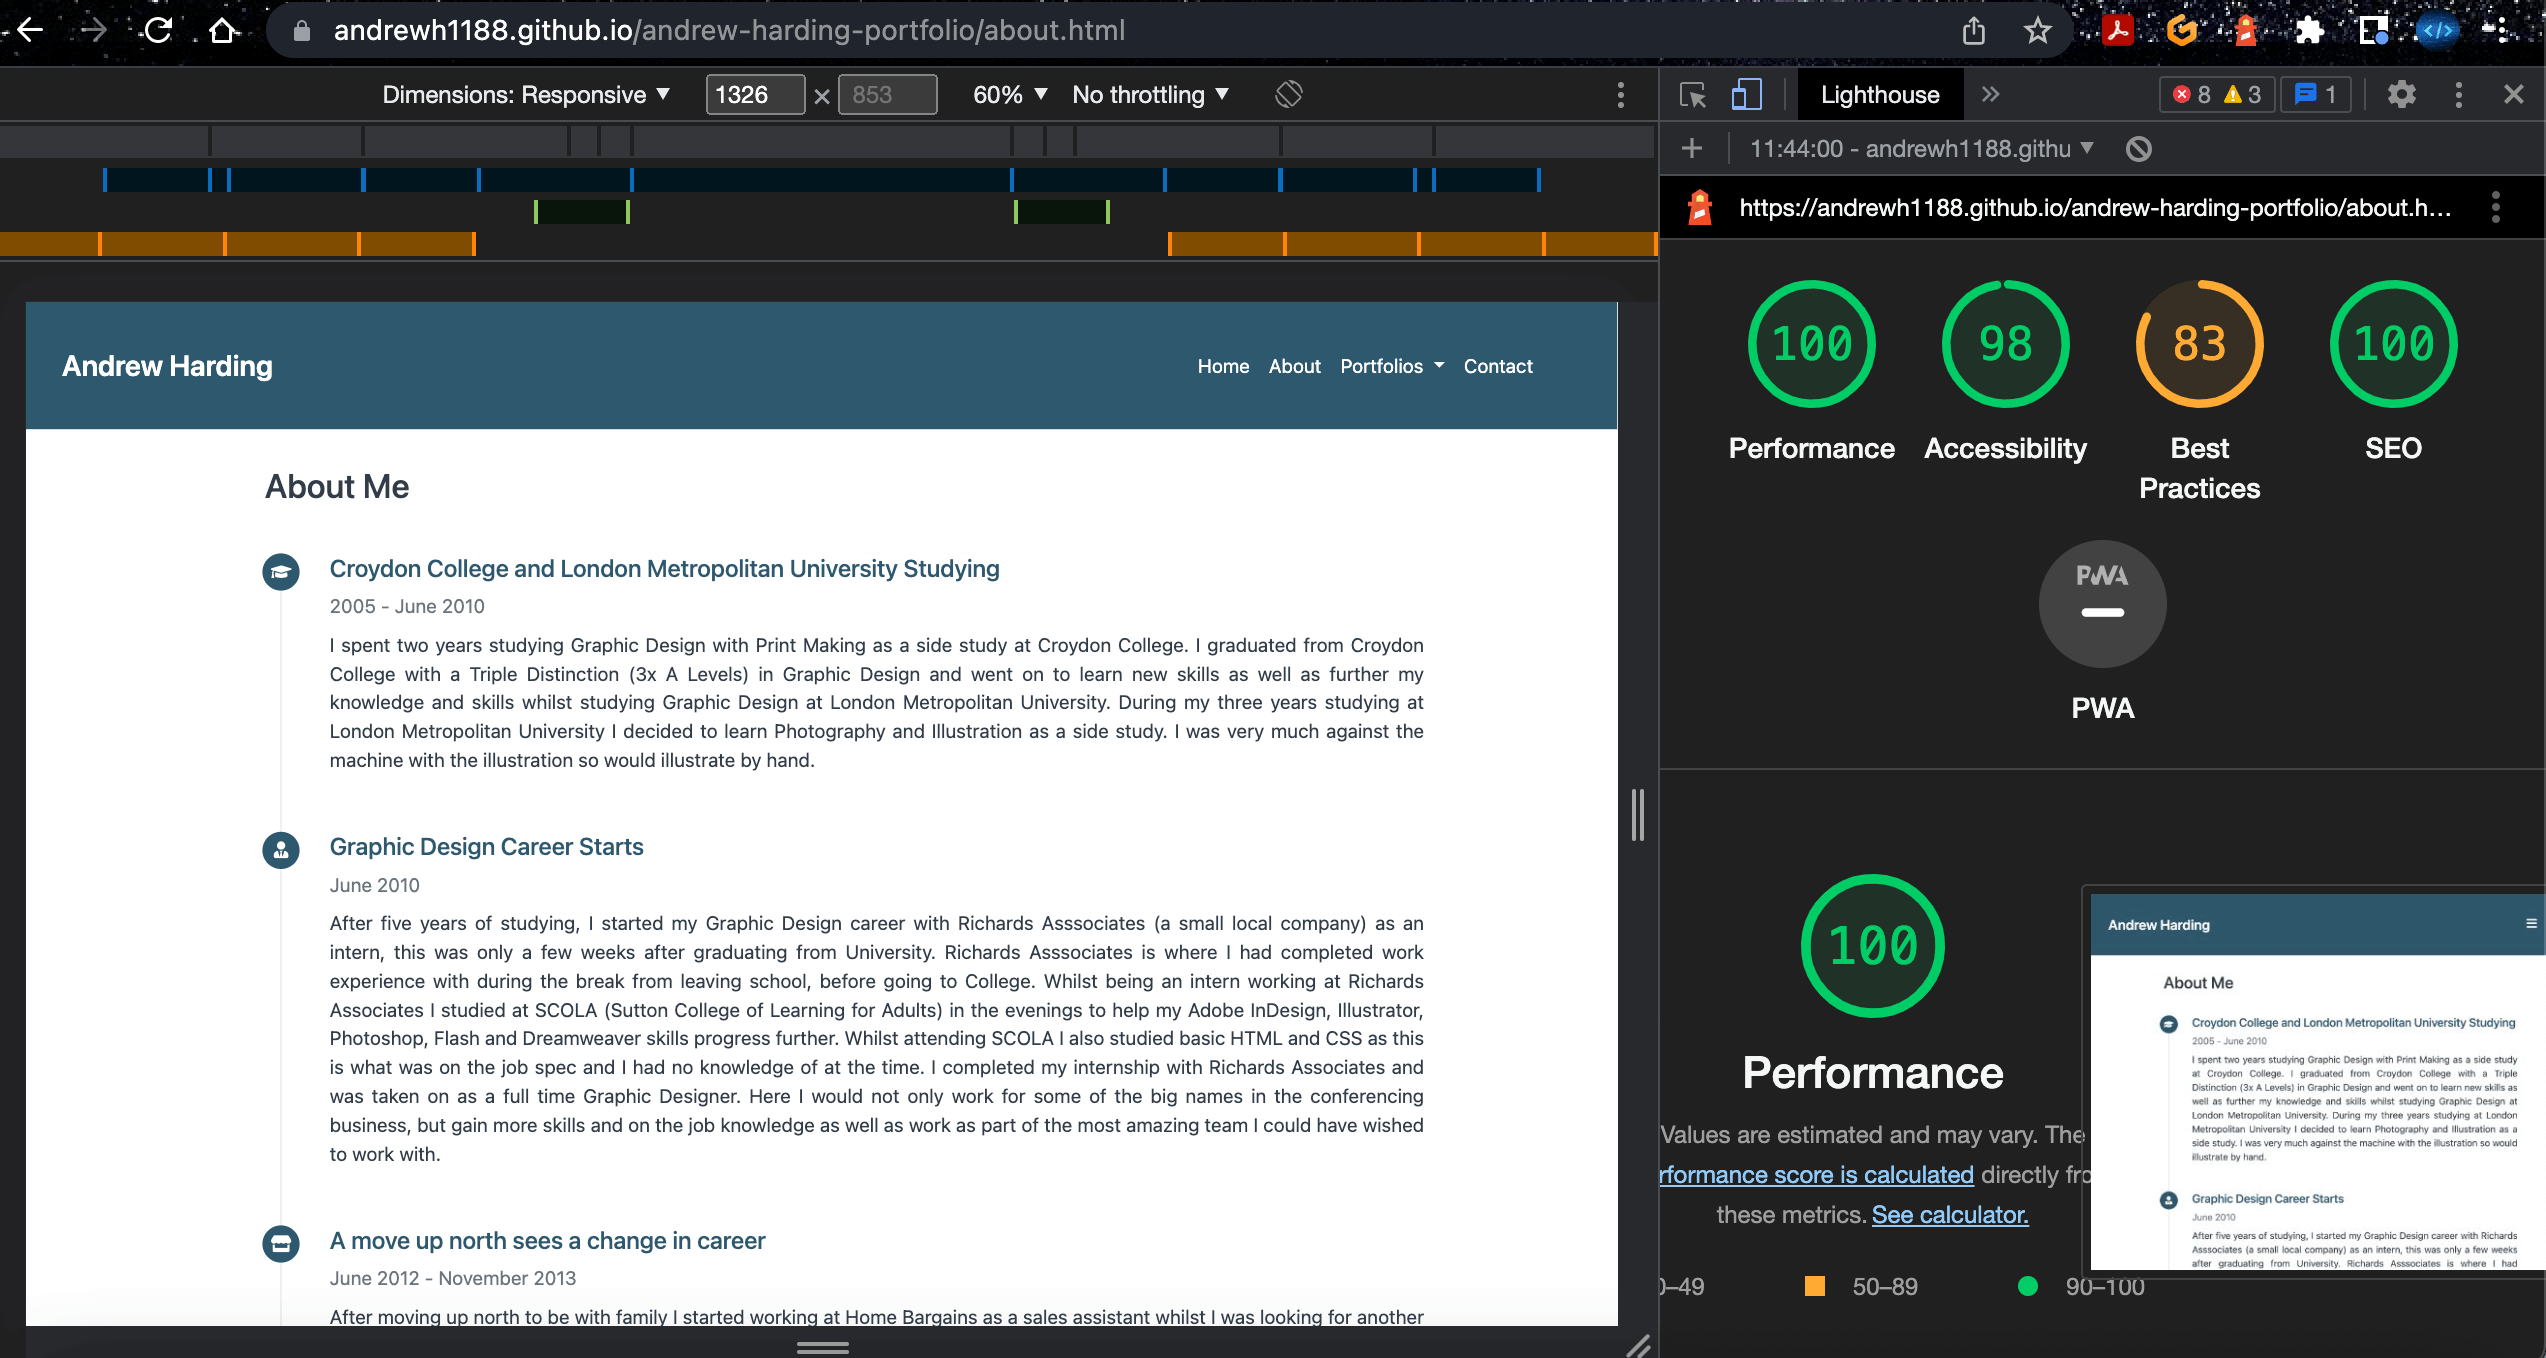 andrewh1188.github.io/andrew-harding-portfolio/about.html
Dimensions: Responsive 1326 × 853 60% No throttling
Lighthouse 8 3 1
11:44:00 - andrewh1188.githu
https://andrewh1188.github.io/andrew-harding-portfolio/about.h...
Andrew Harding
Home About Portfolios Contact
About Me
Croydon College and London Metropolitan University Studying
2005 - June 2010
I spent two years studying Graphic Design with Print Making as a side study at Croydon College. I graduated from Croydon
College with a Triple Distinction (3x A Levels) in Graphic Design and went on to learn new skills as well as further my
knowledge and skills whilst studying Graphic Design at London Metropolitan University. During my three years studying at
London Metropolitan University I decided to learn Photography and Illustration as a side study. I was very much against the
machine with the illustration so would illustrate by hand.
Graphic Design Career Starts
June 2010
After five years of studying, I started my Graphic Design career with Richards Asssociates (a small local company) as an
intern, this was only a few weeks after graduating from University. Richards Asssociates is where I had completed work
experience with during the break from leaving school, before going to College. Whilst being an intern working at Richards
Associates I studied at SCOLA (Sutton College of Learning for Adults) in the evenings to help my Adobe InDesign, Illustrator,
Photoshop, Flash and Dreamweaver skills progress further. Whilst attending SCOLA I also studied basic HTML and CSS as this
is what was on the job spec and I had no knowledge of at the time. I completed my internship with Richards Associates and
was taken on as a full time Graphic Designer. Here I would not only work for some of the big names in the conferencing
business, but gain more skills and on the job knowledge as well as work as part of the most amazing team I could have wished
to work with.
A move up north sees a change in career
June 2012 - November 2013
After moving up north to be with family I started working at Home Bargains as a sales assistant whilst I was looking for another
100 98 83 100
Performance Accessibility Best Practices SEO
PWA
PWA
100
Performance
Values are estimated and may vary. The
rformance score is calculated directly fro
these metrics. See calculator.
0–49 50–89 90–100
Andrew Harding
About Me
Croydon College and London Metropolitan University Studying
2005 - June 2010
I spent two years studying Graphic Design with Print Making as a side study
at Croydon College. I graduated from Croydon College with a Triple
Distinction (3x A Levels) in Graphic Design and went on to learn new skills as
well as further my knowledge and skills whilst studying Graphic Design at
London Metropolitan University. During my three years studying at London
Metropolitan University I decided to learn Photography and Illustration as a
side study. I was very much against the machine with the illustration so would
illustrate by hand.
Graphic Design Career Starts
June 2010
After five years of studying, I started my Graphic Design career with Richards
Asssociates (a small local company) as an intern, this was only a few weeks
after graduating from University. Richards Asssociates is where I had